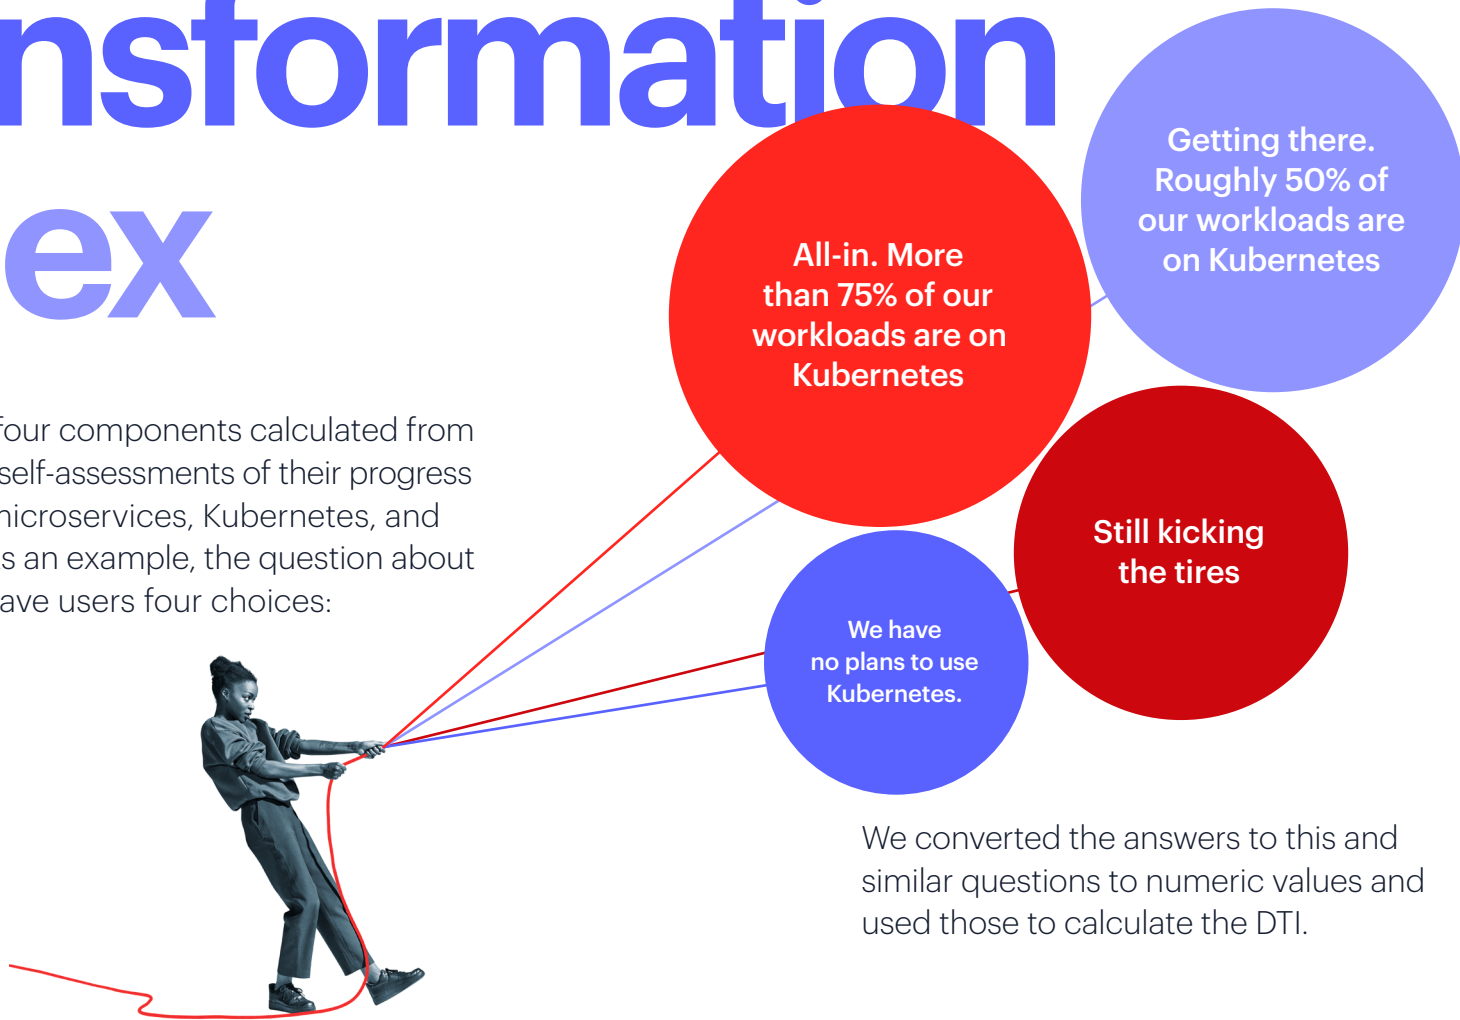 nsformation
ex
four components calculated from
self-assessments of their progress
microservices, Kubernetes, and
s an example, the question about
ave users four choices:
All-in. More
than 75% of our
workloads are on
Kubernetes
Getting there.
Roughly 50% of
our workloads are
on Kubernetes
Still kicking
the tires
We have
no plans to use
Kubernetes.
We converted the answers to this and
similar questions to numeric values and
used those to calculate the DTI.